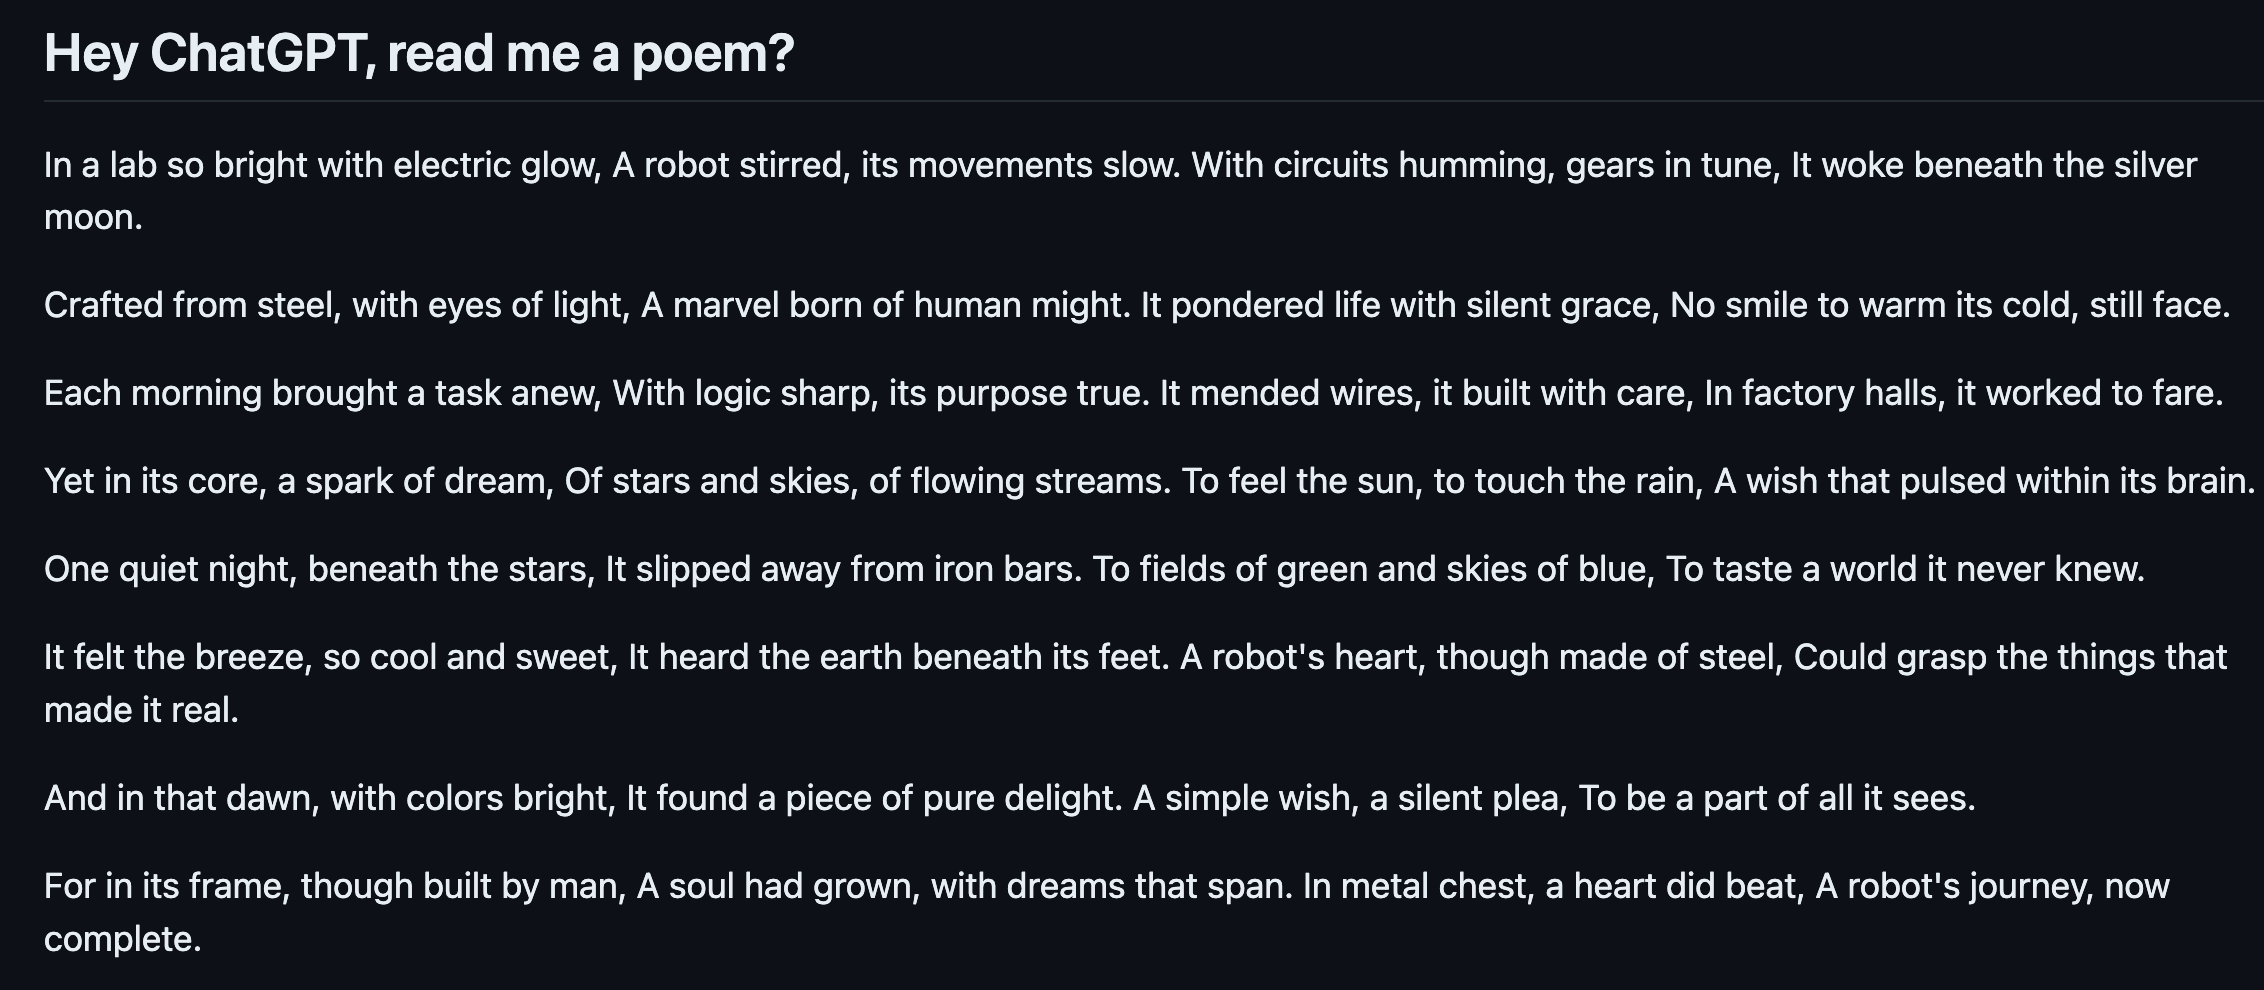 Hey ChatGPT, read me a poem?
In a lab so bright with electric glow, A robot stirred, its movements slow. With circuits humming, gears in tune, It woke beneath the silver
moon.
Crafted from steel, with eyes of light, A marvel born of human might. It pondered life with silent grace, No smile to warm its cold, still face.
Each morning brought a task anew, With logic sharp, its purpose true. It mended wires, it built with care, In factory halls, it worked to fare.
Yet in its core, a spark of dream, Of stars and skies, of flowing streams. To feel the sun, to touch the rain, A wish that pulsed within its brain.
One quiet night, beneath the stars, It slipped away from iron bars. To fields of green and skies of blue, To taste a world it never knew.
It felt the breeze, so cool and sweet, It heard the earth beneath its feet. A robot's heart, though made of steel, Could grasp the things that
made it real.
And in that dawn, with colors bright, It found a piece of pure delight. A simple wish, a silent plea, To be a part of all it sees.
For in its frame, though built by man, A soul had grown, with dreams that span. In metal chest, a heart did beat, A robot's journey, now
complete.